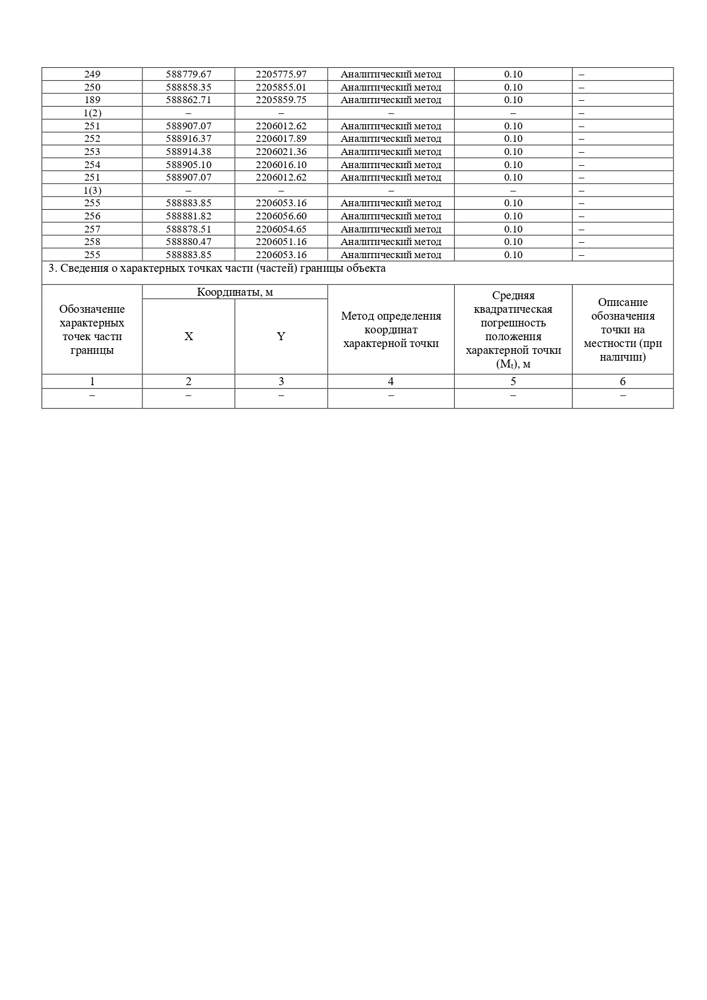 249 588779.67 2205775.97 Аналитический метод 0.10 –
250 588858.35 2205855.01 Аналитический метод 0.10 –
189 588862.71 2205859.75 Аналитический метод 0.10 –
1(2) – – – – –
251 588907.07 2206012.62 Аналитический метод 0.10 –
252 588916.37 2206017.89 Аналитический метод 0.10 –
253 588914.38 2206021.36 Аналитический метод 0.10 –
254 588905.10 2206016.10 Аналитический метод 0.10 –
251 588907.07 2206012.62 Аналитический метод 0.10 –
1(3) – – – – –
255 588883.85 2206053.16 Аналитический метод 0.10 –
256 588881.82 2206056.60 Аналитический метод 0.10 –
257 588878.51 2206054.65 Аналитический метод 0.10 –
258 588880.47 2206051.16 Аналитический метод 0.10 –
255 588883.85 2206053.16 Аналитический метод 0.10 –
3. Сведения о характерных точках части (частей) границы объекта
Обозначение
характерных
точек части
границы
Координаты, м
X Y
Метод определения
координат
характерной точки
Средняя
квадратическая
погрешность
положения
характерной точки
(Mt), м
Описание
обозначения
точки на
местности (при
наличии)
1 2 3 4 5 6
– – – – – –